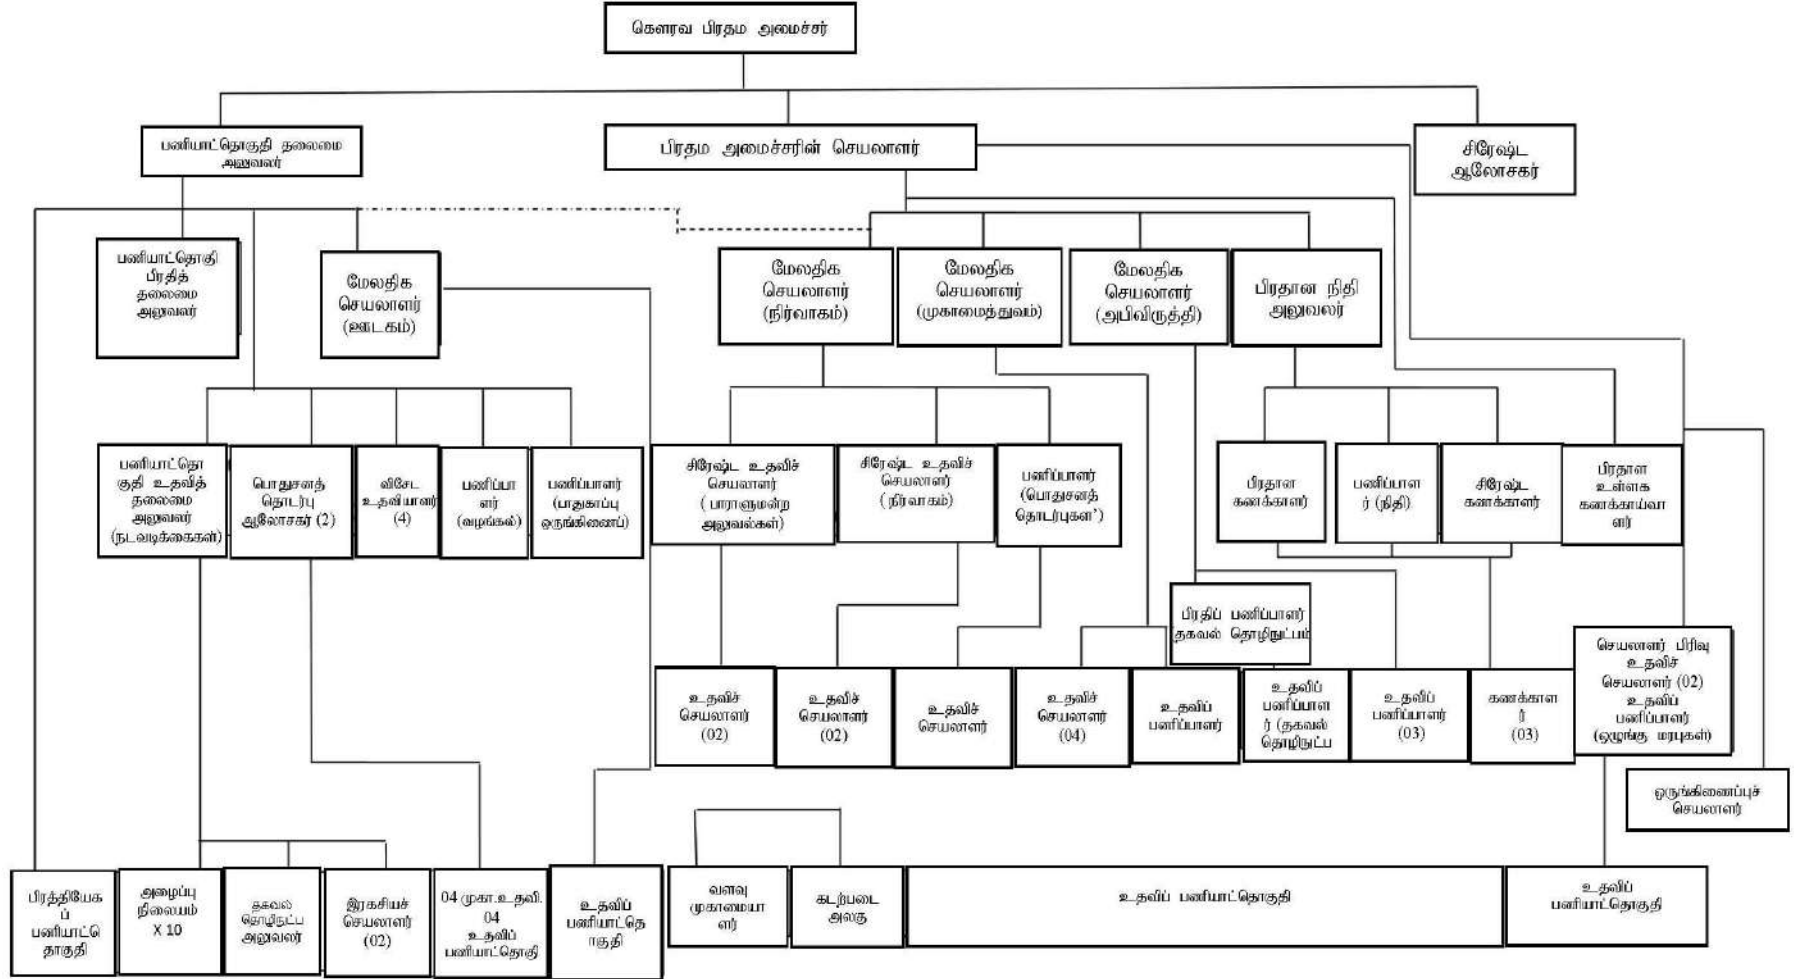 கௌரவ பிரதம அமைச்சர்
பணியாட்தொகுதி தலைமை
அலுவலர்
பிரதம அமைச்சரின் செயலாளர்
சிரேஷ்ட
ஆலோசகர்
பணியாட்தொகுதி
பிரதித்
தலைமை
அலுவலர்
மேலதிக
செயலாளர்
(ஊடகம்)
மேலதிக
செயலாளர்
(நிர்வாகம்)
மேலதிக
செயலாளர்
(முகாமைத்துவம்)
மேலதிக
செயலாளர்
(அபிவிருத்தி)
பிரதான நிதி
அலுவலர்
பணியாட்தொ
குதி உதவித்
தலைமை
அலுவலர்
(நடவடிக்கைகள்)
பொதுசனத்
தொடர்பு
ஆலோசகர் (2)
விசேட
உதவியாளர்
(4)
பணிப்பா
ளர்
(வழங்கல்)
பணிப்பாளர்
(பாதுகாப்பு
ஒருங்கிணைப்)
சிரேஷ்ட உதவிச்
செயலாளர்
( பாராளுமன்ற
அலுவல்கள்)
சிரேஷ்ட உதவிச்
செயலாளர்
( நிர்வாகம்)
பணிப்பாளர்
(பொதுசனத்
தொடர்புகள்')
பிரதான
கணக்காளர்
பணிப்பாள
ர் (நிதி)
சிரேஷ்ட
கணக்காளர்
பிரதான
உள்ளக
கணக்காய்வா
ளர்
பிரதிப் பணிப்பாளர்
தகவல் தொழிநுட்பம்
உதவிச்
செயலாளர்
(02)
உதவிச்
செயலாளர்
(02)
உதவிச்
செயலாளர்
உதவிச்
செயலாளர்
(04)
உதவிப்
பணிப்பாளர்
உதவிப்
பணிப்பாள
ர் (தகவல்
தொழிநுட்ப
உதவிப்
பணிப்பாளர்
(03)
கணக்காள
ர்
(03)
செயலாளர் பிரிவு
உதவிச்
செயலாளர் (02)
உதவிப்
பணிப்பாளர்
(ஒழுங்கு மரபுகள்)
ஒருங்கிணைப்புச்
செயலாளர்
பிரத்தியேக
ப்
பணியாட்தொ
தாகுதி
அழைப்பு
நிலையம்
X 10
தகவல்
தொழிநுட்ப
அலுவலர்
இரகசியச்
செயலாளர்
(02)
04 முகா.உதவி.
04
உதவிப்
பணியாட்தொகுதி
உதவிப்
பணியாட்தெ
ாகுதி
வளவு
முகாமையா
ளர்
கடற்படை
அலகு
உதவிப் பணியாட்தொகுதி
உதவிப்
பணியாட்தொகுதி